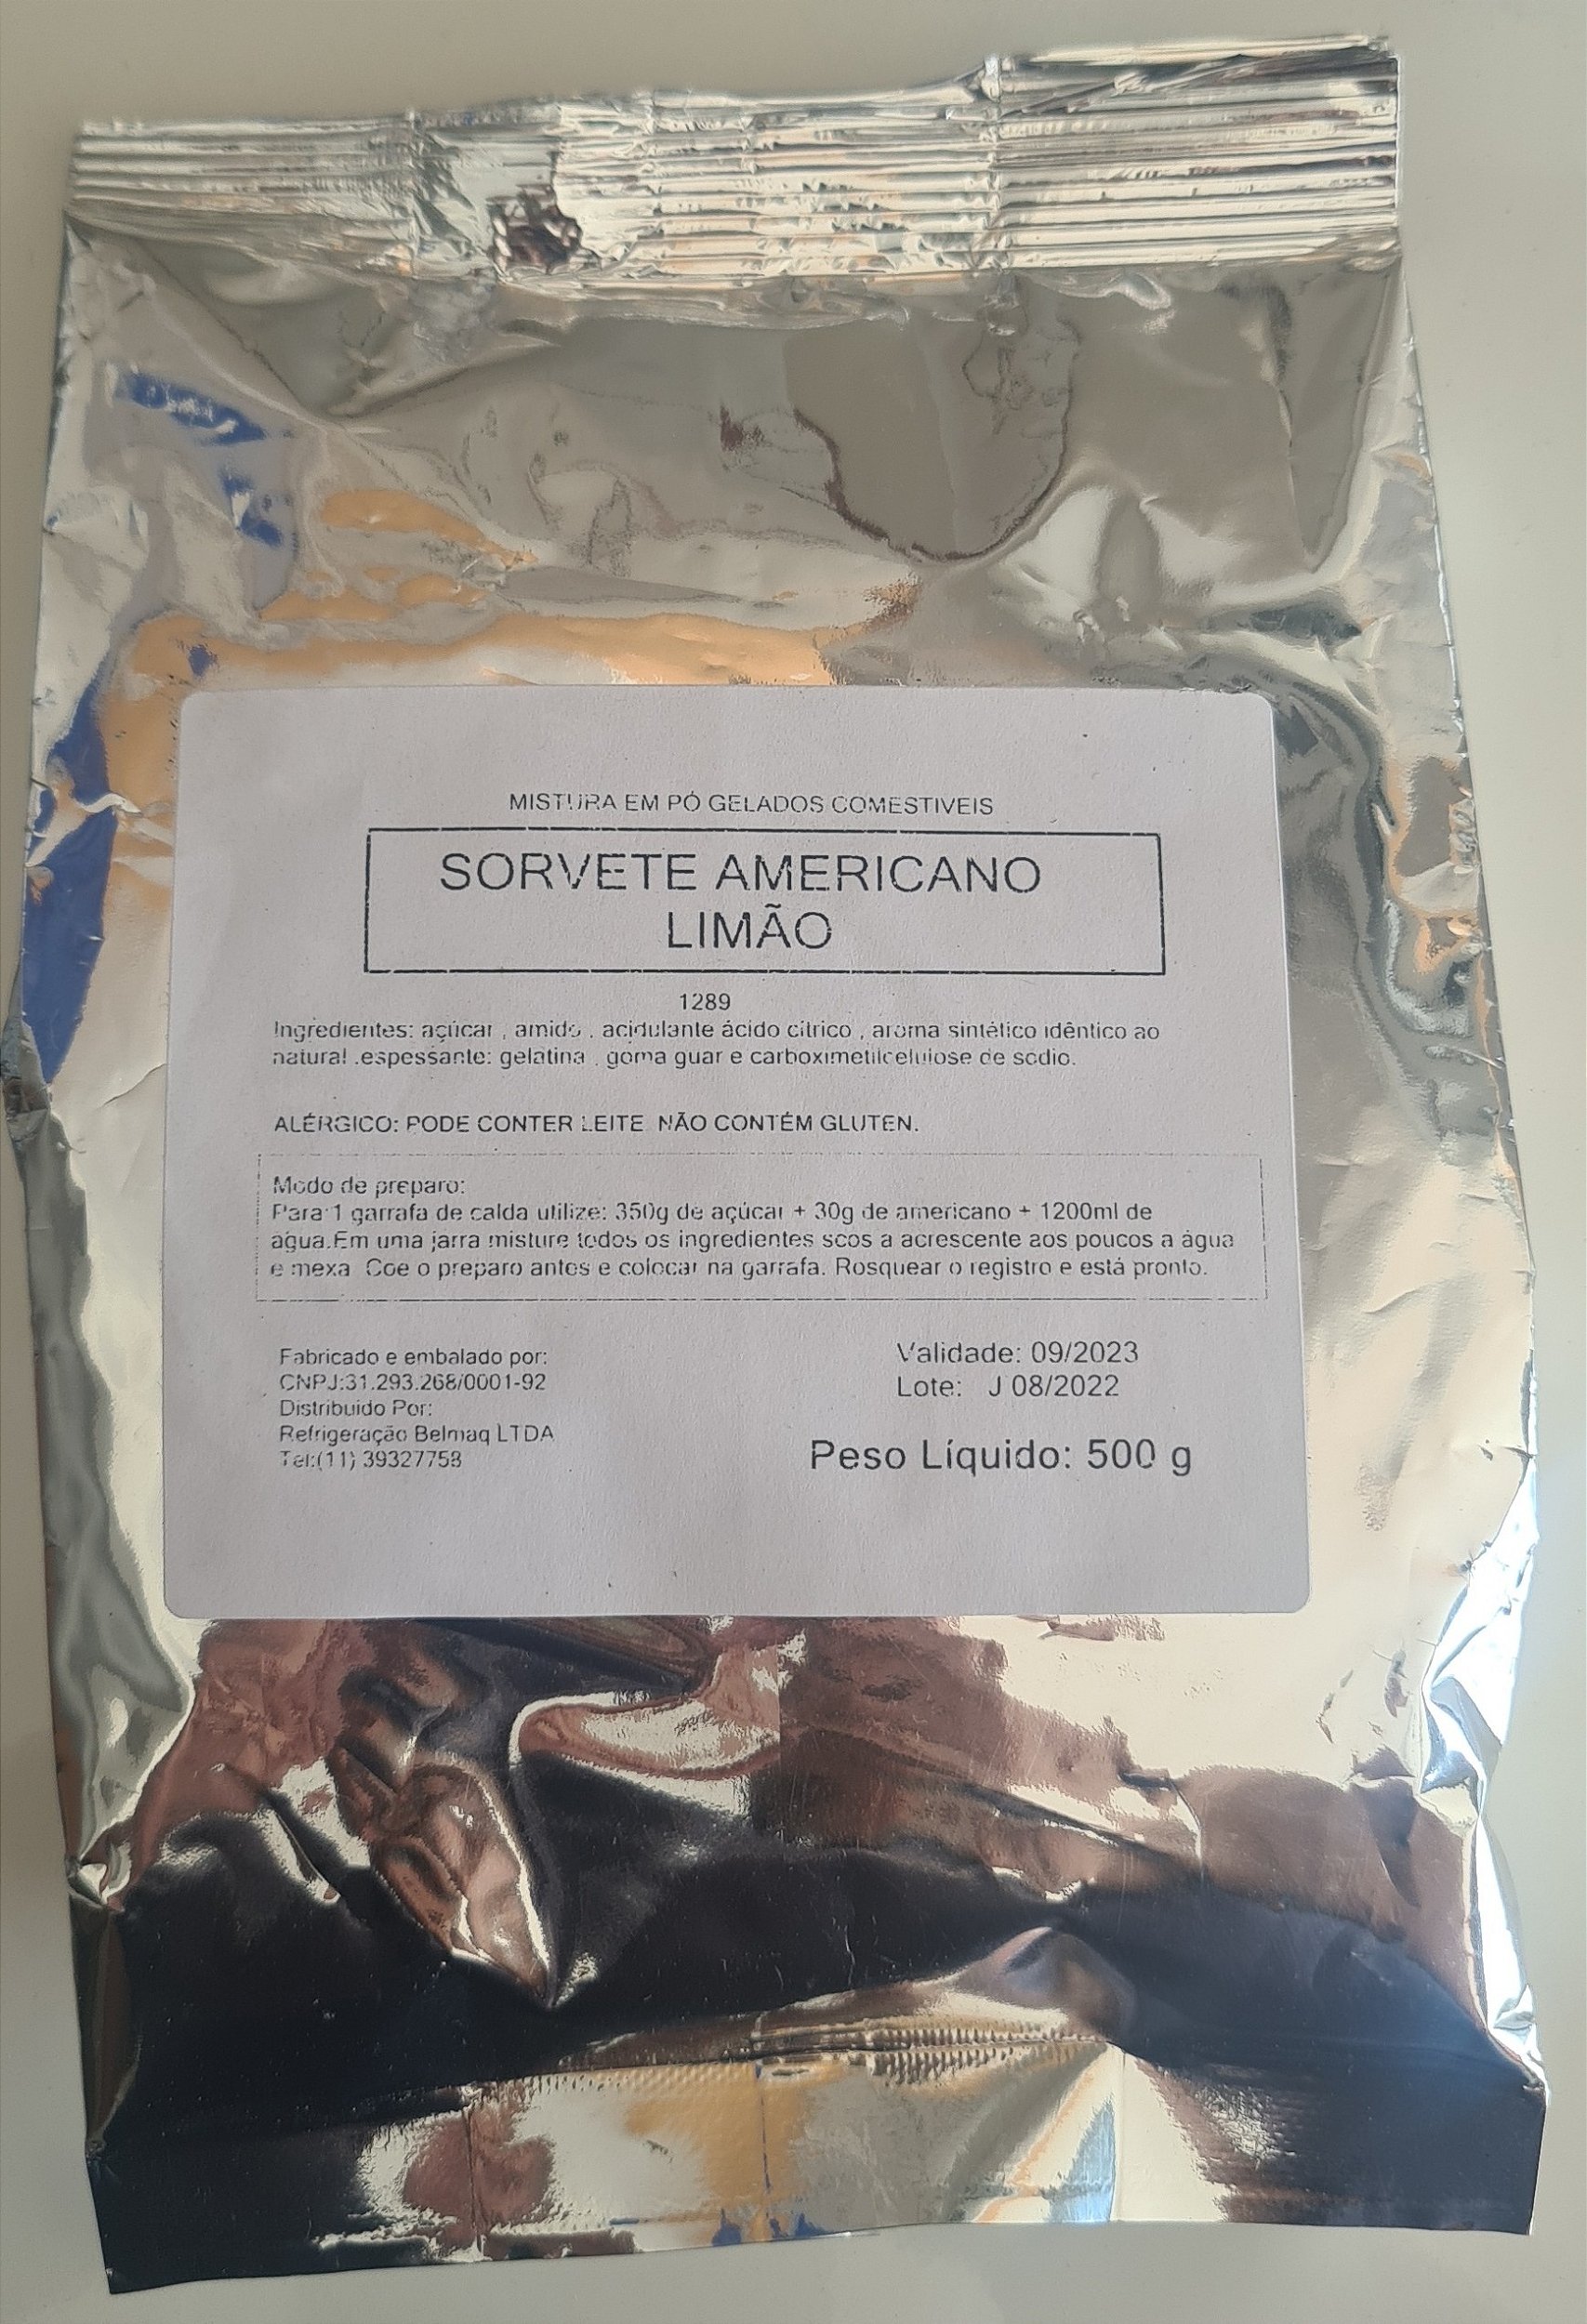 MISTURA EM PÓ GELADOS COMESTIVEIS
SORVETE AMERICANO
LIMÃO
1289
Ingredientes: açúcar , amido , acidulante ácido cítrico , aroma sintético idêntico ao
natural .espessante: gelatina , goma guar e carboximetilcelulose de sodio.
ALÉRGICO: PODE CONTER LEITE NÃO CONTÉM GLUTEN.
Modo de preparo:
Para 1 garrafa de calda utilize: 350g de açúcar + 30g de americano + 1200ml de
agua.Em uma jarra misture todos os ingredientes scos a acrescente aos poucos a água
e mexa Coe o preparo antes e colocar na garrafa. Rosquear o registro e está pronto.
Fabricado e embalado por:
CNPJ:31.293.268/0001-92
Distribuido Por:
Refrigeração Belmaq LTDA
Tel:(11) 39327758
Validade: 09/2023
Lote: J 08/2022
Peso Líquido: 500 g